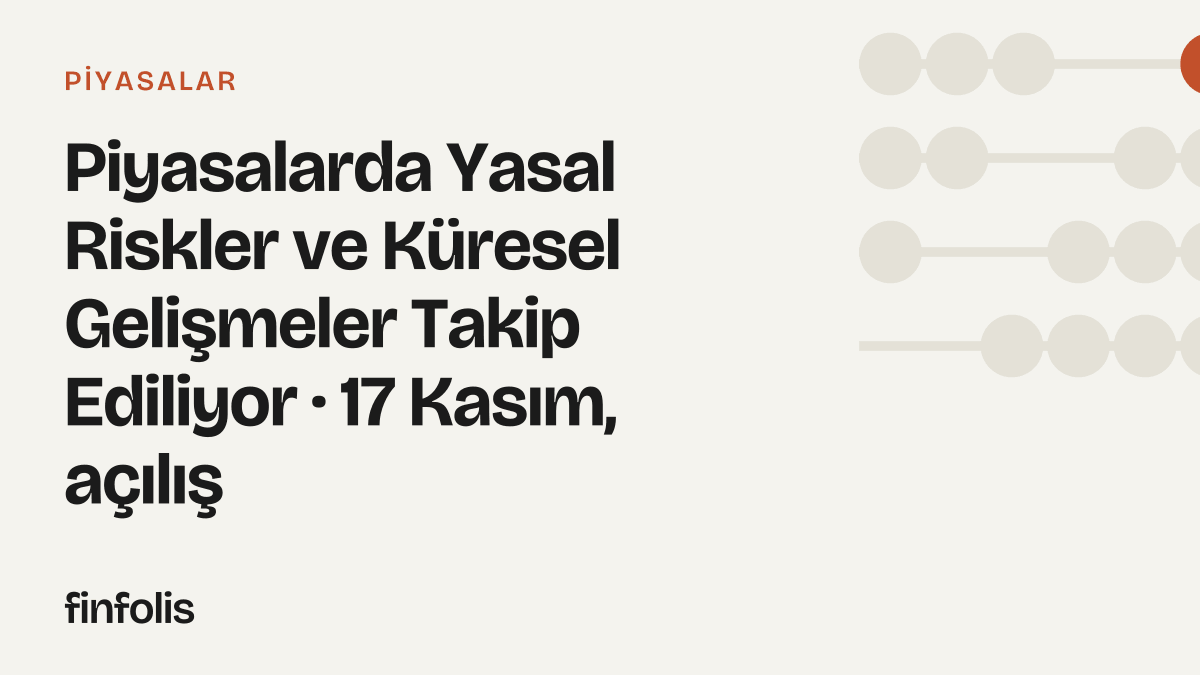 PİYASALAR
Piyasalarda Yasal
Riskler ve Küresel
Gelişmeler Takip
Ediliyor · 17 Kasım,
açılış
finfolis